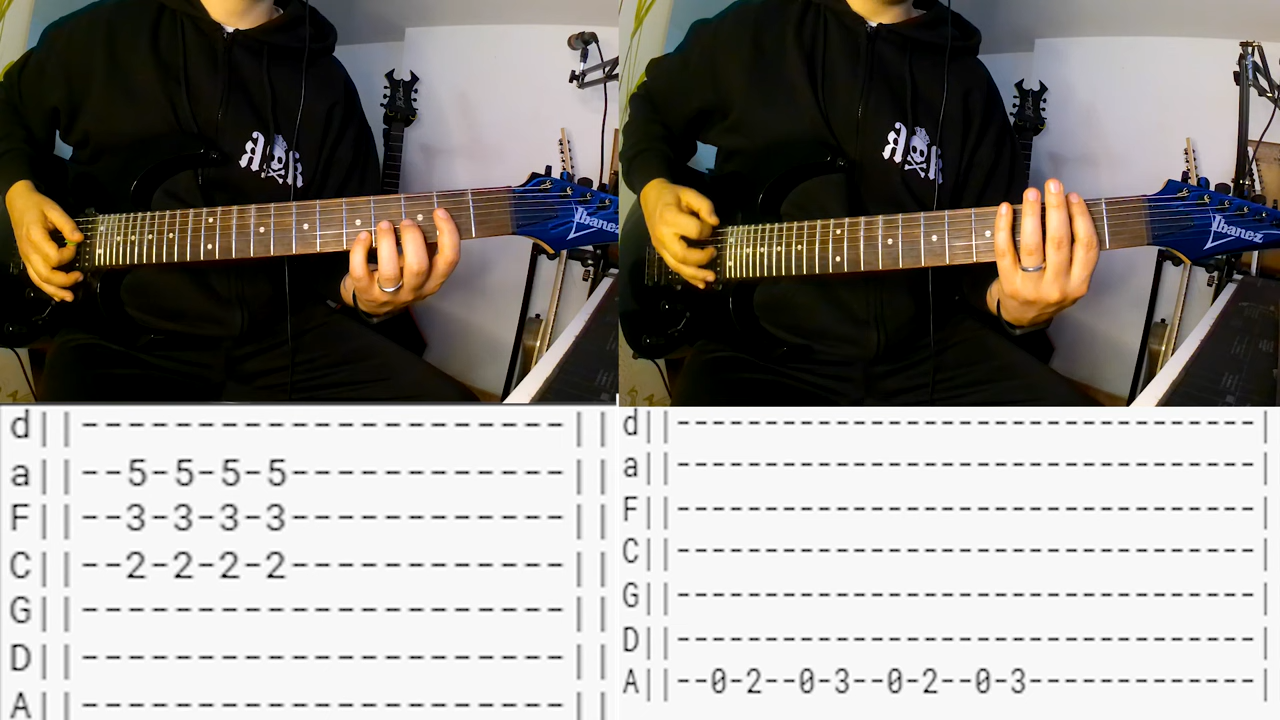 Ibanez
Ibanez
d||---------------------||
a||--5-5-5-5------------||
F||--3-3-3-3------------||
C||--2-2-2-2------------||
G||---------------------||
D||---------------------||
A||---------------------||
d||---------------------------------|
a||---------------------------------|
F||---------------------------------|
C||---------------------------------|
G||---------------------------------|
D||---------------------------------|
A||--0-2--0-3--0-2--0-3-------------|